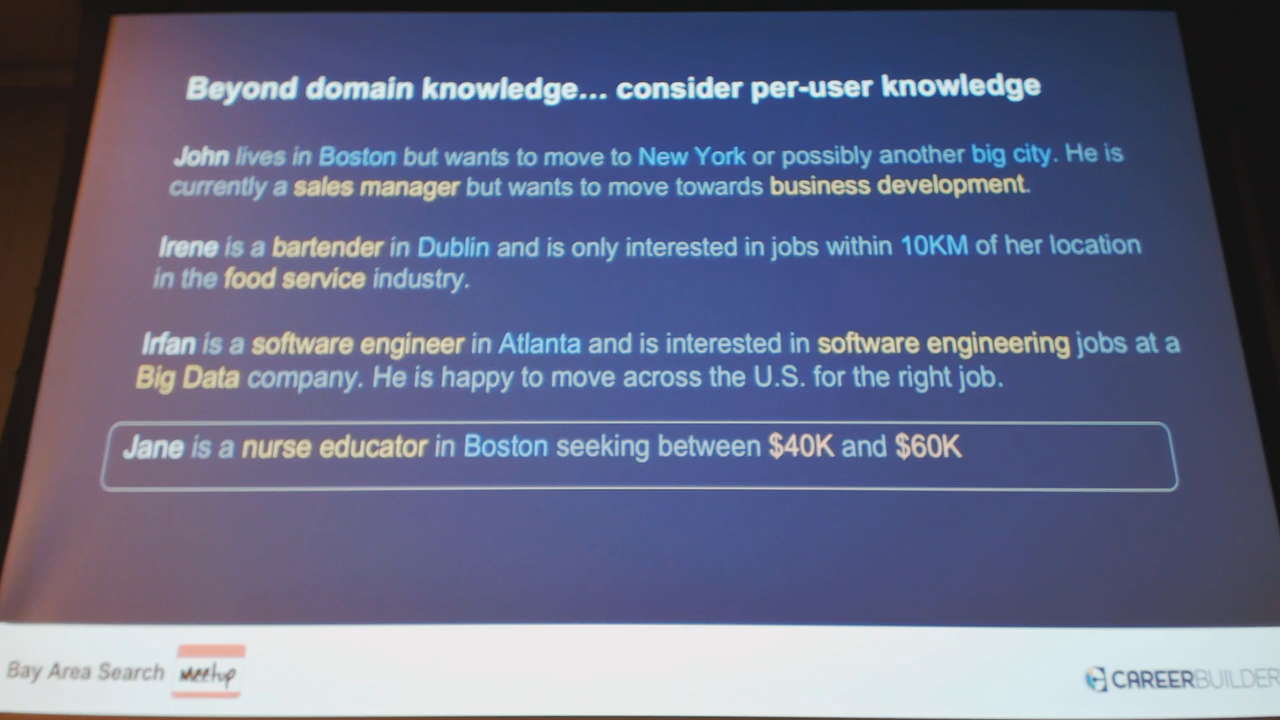 Beyond domain knowledge... consider per-user knowledge
John lives in Boston but wants to move to New York or possibly another big city. He is
currently a sales manager but wants to move towards business development.
Irene is a bartender in Dublin and is only interested in jobs within 10KM of her location
in the food service industry.
Irfan is a software engineer in Atlanta and is interested in software engineering jobs at a
Big Data company. He is happy to move across the U.S. for the right job.
Jane is a nurse educator in Boston seeking between $40K and $60K
Bay Area Search Meetup
CAREERBUILDER